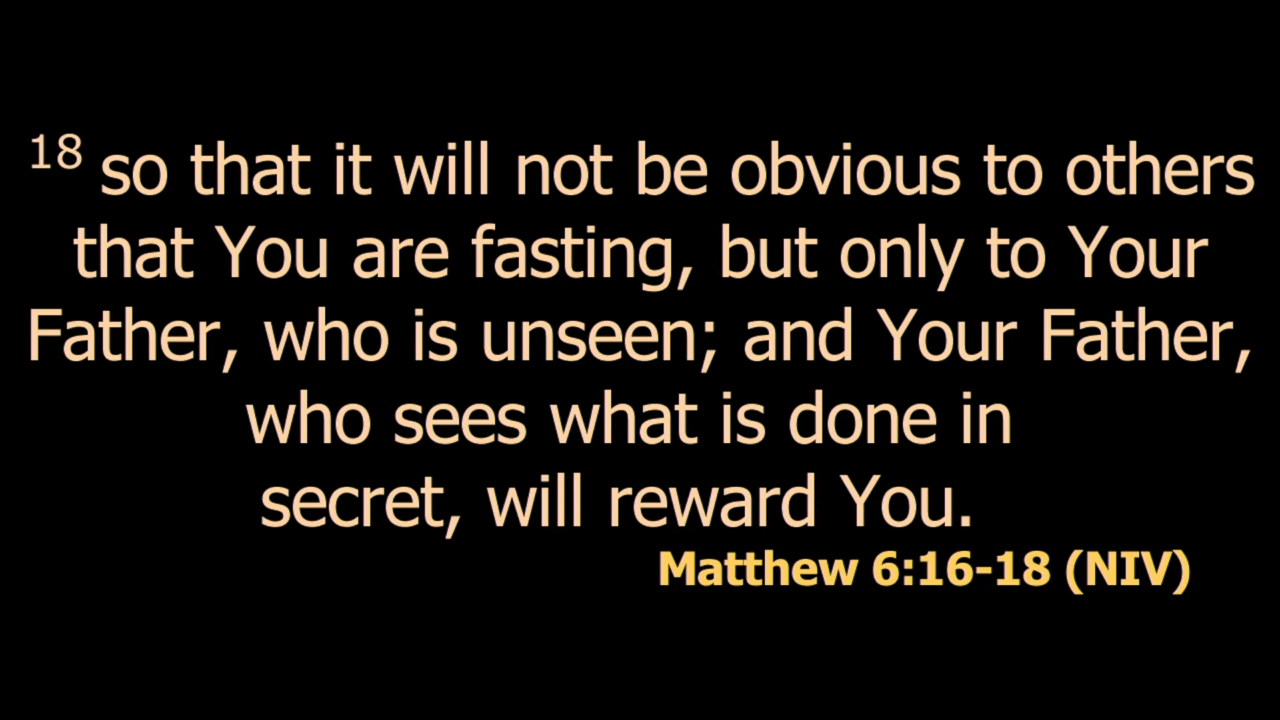 18 so that it will not be obvious to others
that You are fasting, but only to Your
Father, who is unseen; and Your Father,
who sees what is done in
secret, will reward You.
Matthew 6:16-18 (NIV)